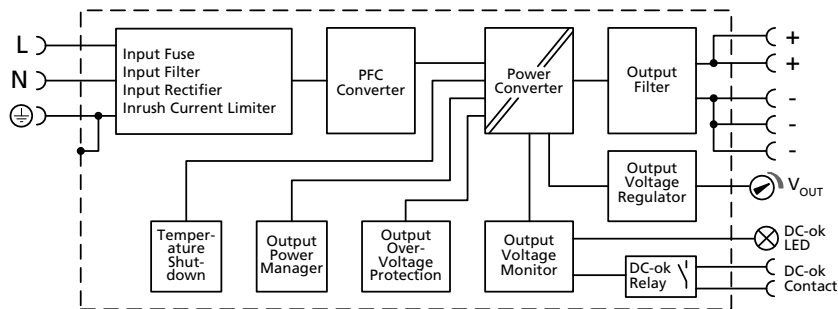 L
N
Input Fuse
Input Filter
Input Rectifier
Inrush Current Limiter
PFC
Converter
Power
Converter
Output
Filter
+
+
-
-
-
Output
Voltage
Regulator
VOUT
Temper-
ature
Shut-
down
Output
Power
Manager
Output
Over-
Voltage
Protection
Output
Voltage
Monitor
DC-ok
LED
DC-ok
Relay
DC-ok
Contact